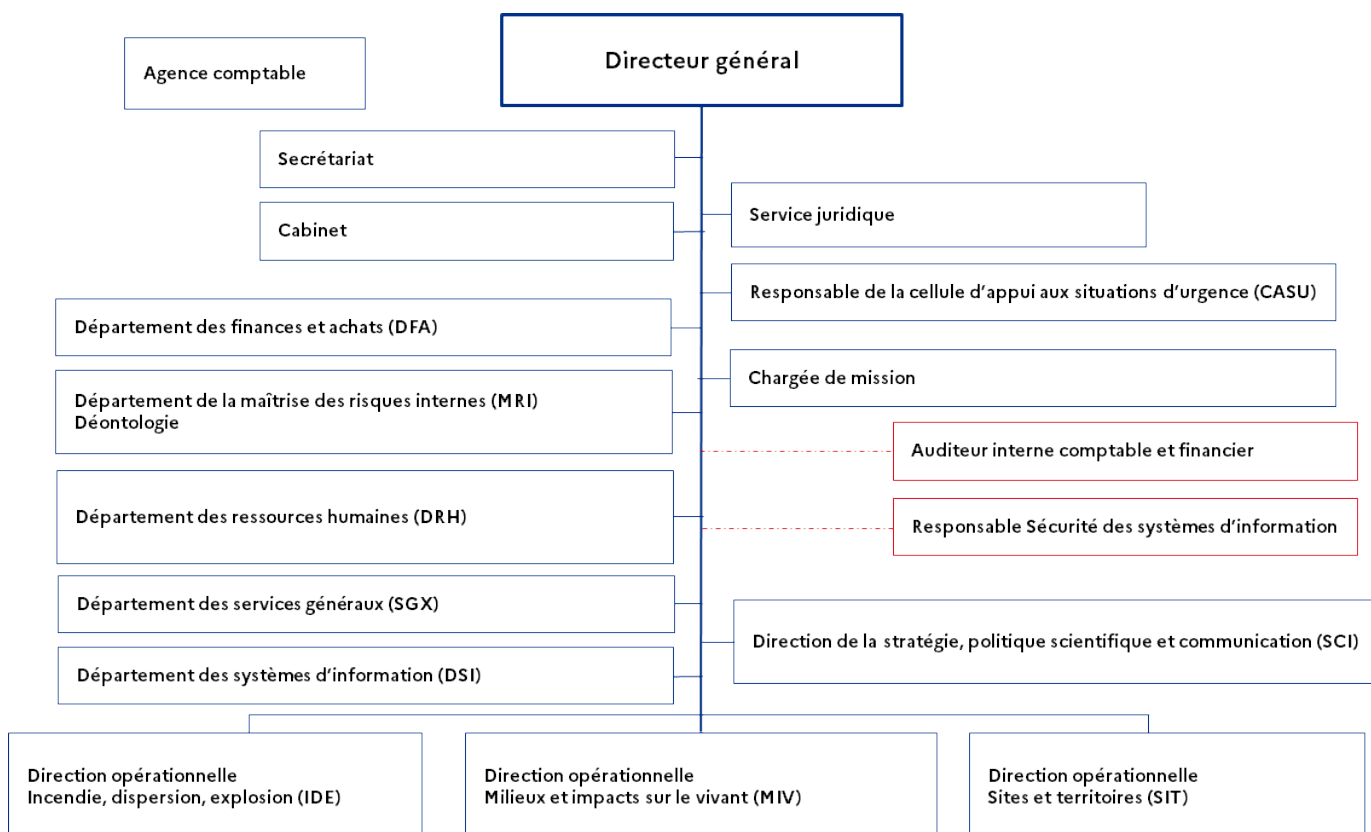 Directeur général
Agence comptable
Secrétariat
Service juridique
Cabinet
Responsable de la cellule d'appui aux situations d'urgence (CASU)
Département des finances et achats (DFA)
Chargée de mission
Département de la maîtrise des risques internes (MRI)
Déontologie
Auditeur interne comptable et financier
Département des ressources humaines (DRH)
Responsable Sécurité des systèmes d'information
Département des services généraux (SGX)
Direction de la stratégie, politique scientifique et communication (SCI)
Département des systèmes d'information (DSI)
Direction opérationnelle
Incendie, dispersion, explosion (IDE)
Direction opérationnelle
Milieux et impacts sur le vivant (MIV)
Direction opérationnelle
Sites et territoires (SIT)